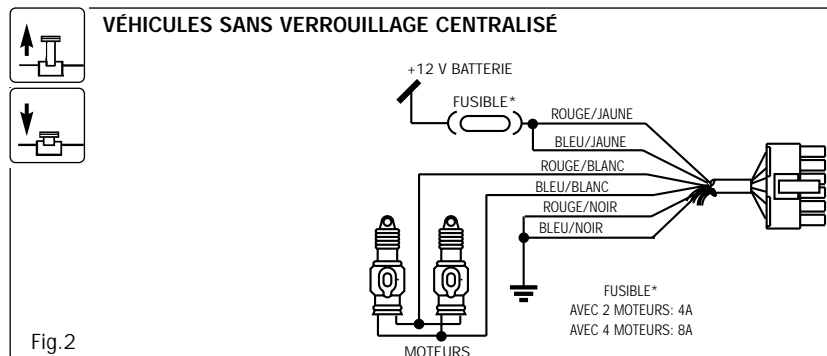 VÉHICULES SANS VERROUILLAGE CENTRALISÉ
+12 V BATTERIE
FUSIBLE*
ROUGE/JAUNE
BLEU/JAUNE
ROUGE/BLANC
BLEU/BLANC
ROUGE/NOIR
BLEU/NOIR
FUSIBLE*
AVEC 2 MOTEURS: 4A
AVEC 4 MOTEURS: 8A
MOTEURS
Fig.2